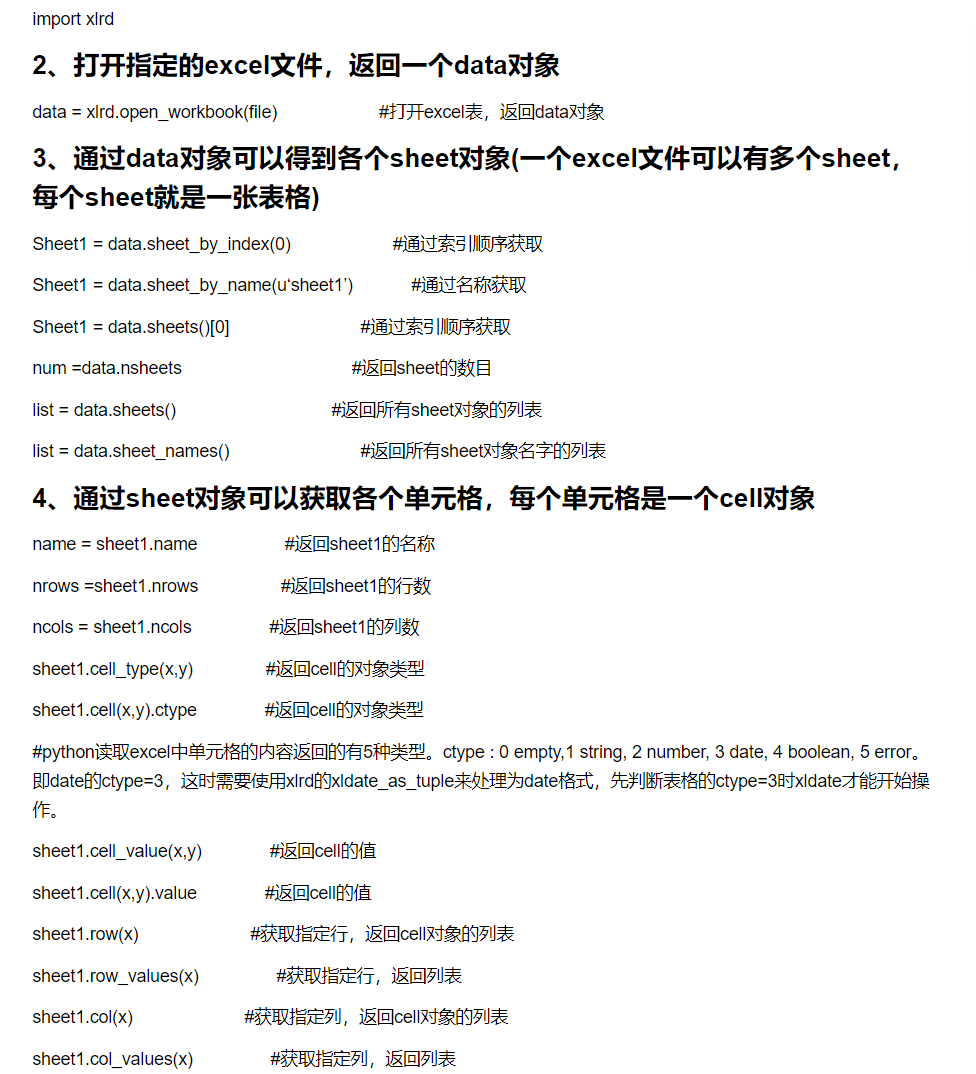 import xlrd
2、打开指定的excel文件，返回一个data对象
data = xlrd.open_workbook(file) #打开excel表，返回data对象
3、通过data对象可以得到各个sheet对象(一个excel文件可以有多个sheet，
每个sheet就是一张表格)
Sheet1 = data.sheet_by_index(0) #通过索引顺序获取
Sheet1 = data.sheet_by_name(u‘sheet1’) #通过名称获取
Sheet1 = data.sheets()[0] #通过索引顺序获取
num =data.nsheets #返回sheet的数目
list = data.sheets() #返回所有sheet对象的列表
list = data.sheet_names() #返回所有sheet对象名字的列表
4、通过sheet对象可以获取各个单元格，每个单元格是一个cell对象
name = sheet1.name #返回sheet1的名称
nrows =sheet1.nrows #返回sheet1的行数
ncols = sheet1.ncols #返回sheet1的列数
sheet1.cell_type(x,y) #返回cell的对象类型
sheet1.cell(x,y).ctype #返回cell的对象类型
#python读取excel中单元格的内容返回的有5种类型。ctype : 0 empty,1 string, 2 number, 3 date, 4 boolean, 5 error。
即date的ctype=3，这时需要使用xlrd的xldate_as_tuple来处理为date格式，先判断表格的ctype=3时xldate才能开始操
作。
sheet1.cell_value(x,y) #返回cell的值
sheet1.cell(x,y).value #返回cell的值
sheet1.row(x) #获取指定行，返回cell对象的列表
sheet1.row_values(x) #获取指定行，返回列表
sheet1.col(x) #获取指定列，返回cell对象的列表
sheet1.col_values(x) #获取指定列，返回列表